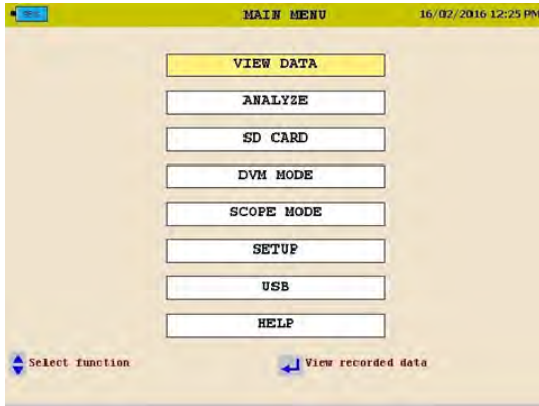 MAIN MENU
16/02/2016 12:25 PM
VIEW DATA
ANALYZE
SD CARD
DVM MODE
SCOPE MODE
SETUP
USB
HELP
Select function
View recorded data